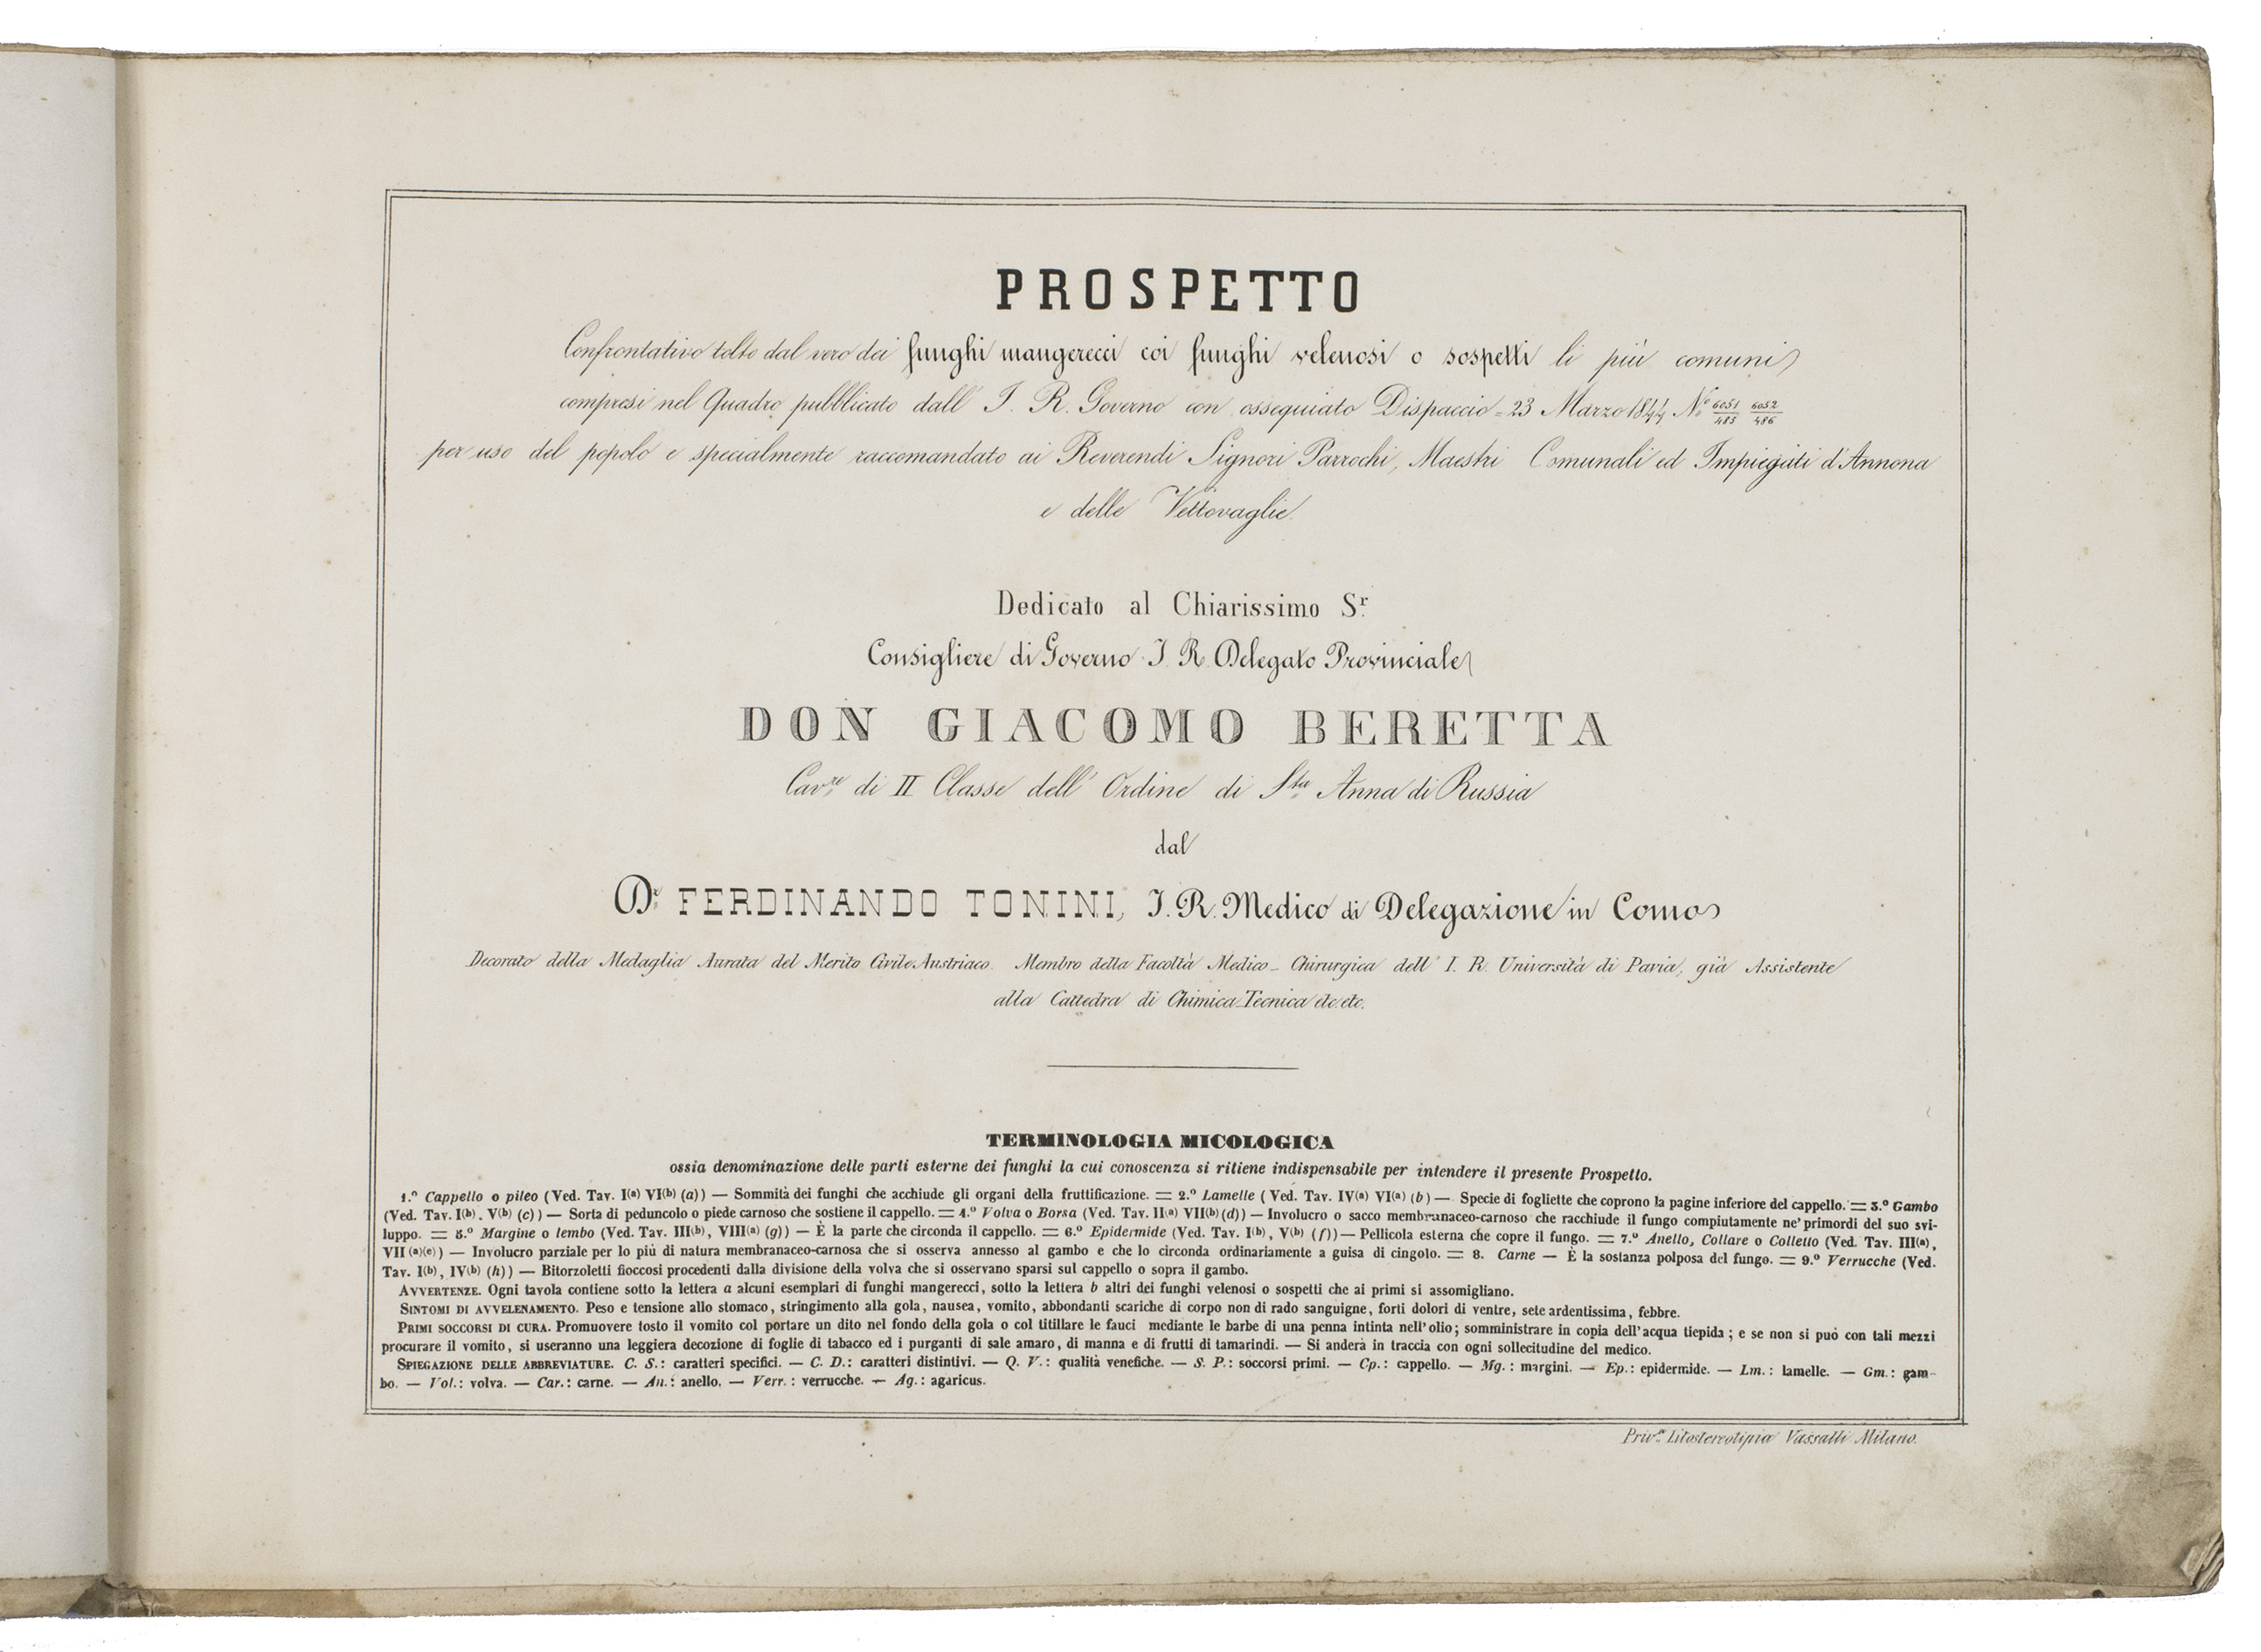 PROSPETTO
Confrontativo tolto dal vero dei funghi mangerecci coi funghi velenosi o sospetti li più comuni
compresi nel Quadro pubblicato dall' I. R. Governo con ossequiato Dispaccio = 23 Marzo 1844 N.º 6051/485 6052/486
per uso del popolo e specialmente raccomandato ai Reverendi Signori Parrochi, Maestri Comunali ed Impiegati d'Annona
e delle Vettovaglie.
Dedicato al Chiarissimo Sr.
Consigliere di Governo I. R. Delegato Provinciale
DON GIACOMO BERETTA
Cavre. di II Classe dell' Ordine di Sta. Anna di Russia
dal
Dr. FERDINANDO TONINI, I. R. Medico di Delegazione in Como
Decorato della Medaglia Aurata del Merito Civile Austriaco. Membro della Facoltà Medico - Chirurgica dell' I. R. Università di Pavia, già Assistente
alla Cattedra di Chimica Tecnica etc. etc.
TERMINOLOGIA MICOLOGICA
ossia denominazione delle parti esterne dei funghi la cui conoscenza si ritiene indispensabile per intendere il presente Prospetto.
1.º Cappello o pileo (Ved. Tav. I(a) VI(b) (a)) — Sommità dei funghi che acchiude gli organi della fruttificazione. = 2.º Lamelle (Ved. Tav. IV(a) VI(a) (b) — Specie di fogliette che coprono la pagine inferiore del cappello. = 3.º Gambo
(Ved. Tav. I(b). V(b) (c)) — Sorta di peduncolo o piede carnoso che sostiene il cappello. = 4.º Volva o Borsa (Ved. Tav. II(a) VII(b) (d)) — Involucro o sacco membranaceo-carnoso che racchiude il fungo compiutamente ne' primordi del suo svi-
luppo. = 5.º Margine o lembo (Ved. Tav. III(b), VIII(a) (g)) — È la parte che circonda il cappello. = 6.º Epidermide (Ved. Tav. I(b), V(b) (f)) — Pellicola esterna che copre il fungo. = 7.º Anello, Collare o Colletto (Ved. Tav. III(a),
VII (a)(e)) — Involucro parziale per lo più di natura membranaceo-carnosa che si osserva annesso al gambo e che lo circonda ordinariamente a guisa di cingolo. = 8. Carne — È la sostanza polposa del fungo. = 9.º Verrucche (Ved.
Tav. I(b), IV(b) (h)) — Bitorzoletti fioccosi procedenti dalla divisione della volva che si osservano sparsi sul cappello o sopra il gambo.
AVVERTENZE. Ogni tavola contiene sotto la lettera a alcuni esemplari di funghi mangerecci, sotto la lettera b altri dei funghi velenosi o sospetti che ai primi si assomigliano.
SINTOMI DI AVVELENAMENTO. Peso e tensione allo stomaco, stringimento alla gola, nausea, vomito, abbondanti scariche di corpo non di rado sanguigne, forti dolori di ventre, sete ardentissima, febbre.
PRIMI SOCCORSI DI CURA. Promuovere tosto il vomito col portare un dito nel fondo della gola o col titillare le fauci mediante le barbe di una penna intinta nell'olio; somministrare in copia dell'acqua tiepida; e se non si può con tali mezzi
procurare il vomito, si useranno una leggiera decozione di foglie di tabacco ed i purganti di sale amaro, di manna e di frutti di tamarindi. — Si anderà in traccia con ogni sollecitudine del medico.
SPIEGAZIONE DELLE ABBREVIATURE. C. S.: caratteri specifici. — C. D.: caratteri distintivi. — Q. V.: qualità venefiche. — S. P.: soccorsi primi. — Cp.: cappello. — Mg.: margini. — Ep.: epidermide. — Lm.: lamelle. — Gm.: gam-
bo. — Vol.: volva. — Car.: carne. — An.: anello. — Verr.: verrucche. — Ag.: agaricus.
Priv.ta Litostereotipia Vassalli Milano.